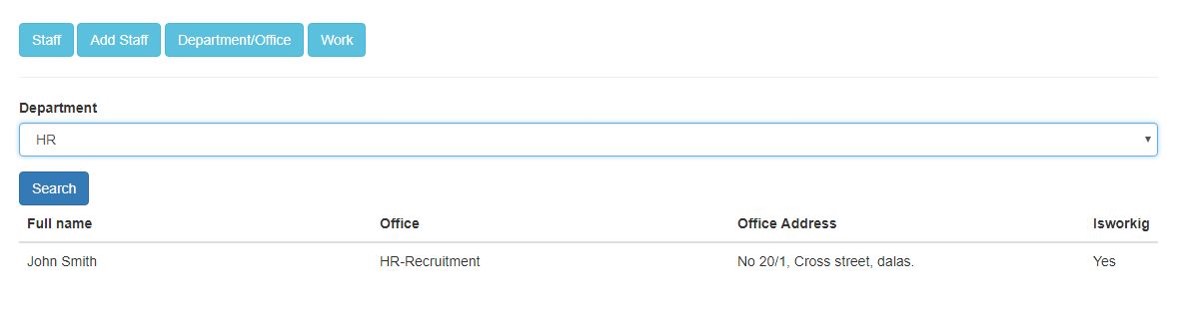 Staff Add Staff Department/Office Work
Department
HR
Search
Full name Office Office Address Isworkig
John Smith HR-Recruitment No 20/1, Cross street, dalas. Yes